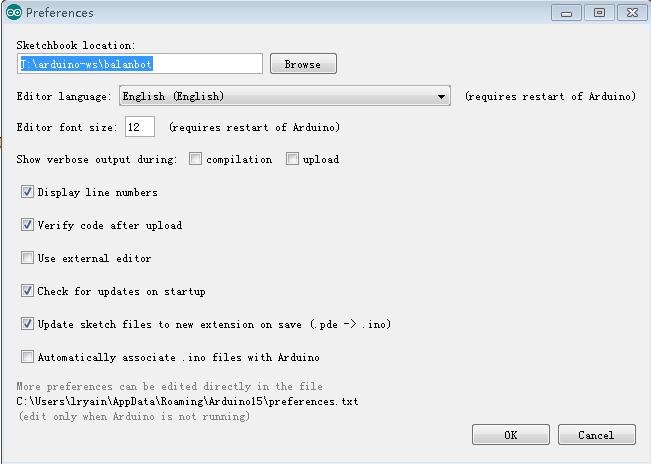 Preferences
Sketchbook location:
J:\arduino-ws\balanbot
Browse
Editor language: English (English) (requires restart of Arduino)
Editor font size: 12 (requires restart of Arduino)
Show verbose output during: compilation upload
Display line numbers
Verify code after upload
Use external editor
Check for updates on startup
Update sketch files to new extension on save (.pde -> .ino)
Automatically associate .ino files with Arduino
More preferences can be edited directly in the file
C:\Users\lryain\AppData\Roaming\Arduino15\preferences.txt
(edit only when Arduino is not running)
OK Cancel